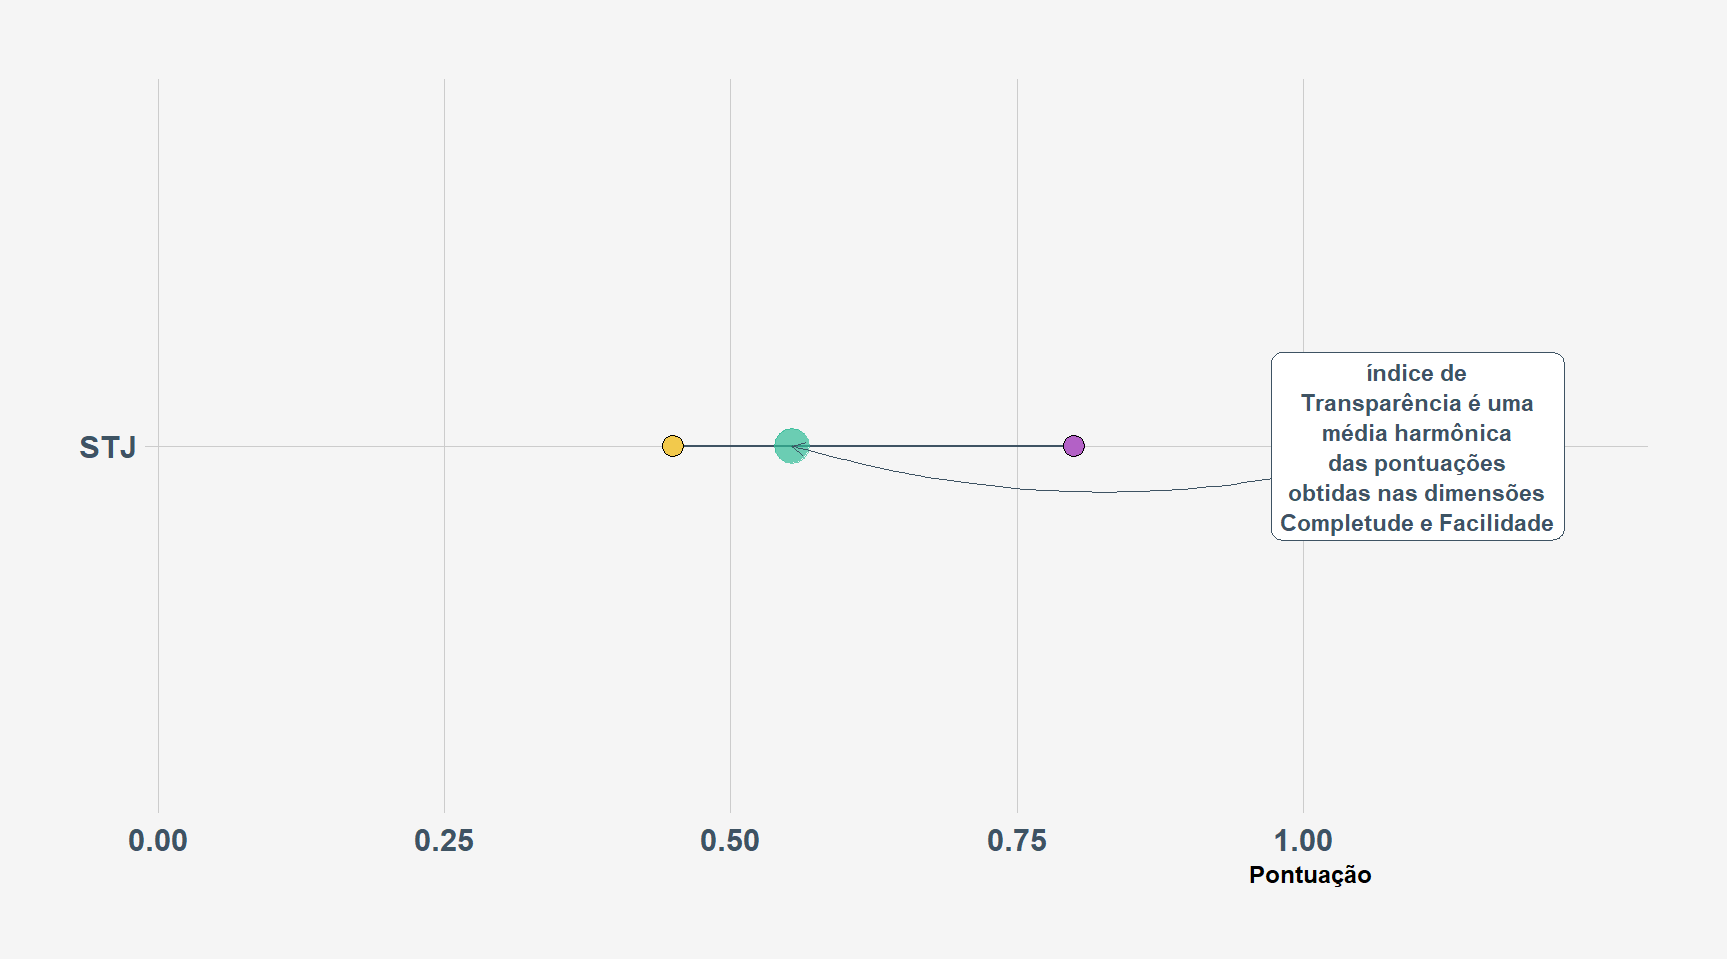 índice de
Transparência é uma
média harmônica
das pontuações
obtidas nas dimensões
Completude e Facilidade
STJ
0.00 0.25 0.50 0.75 1.00
Pontuação